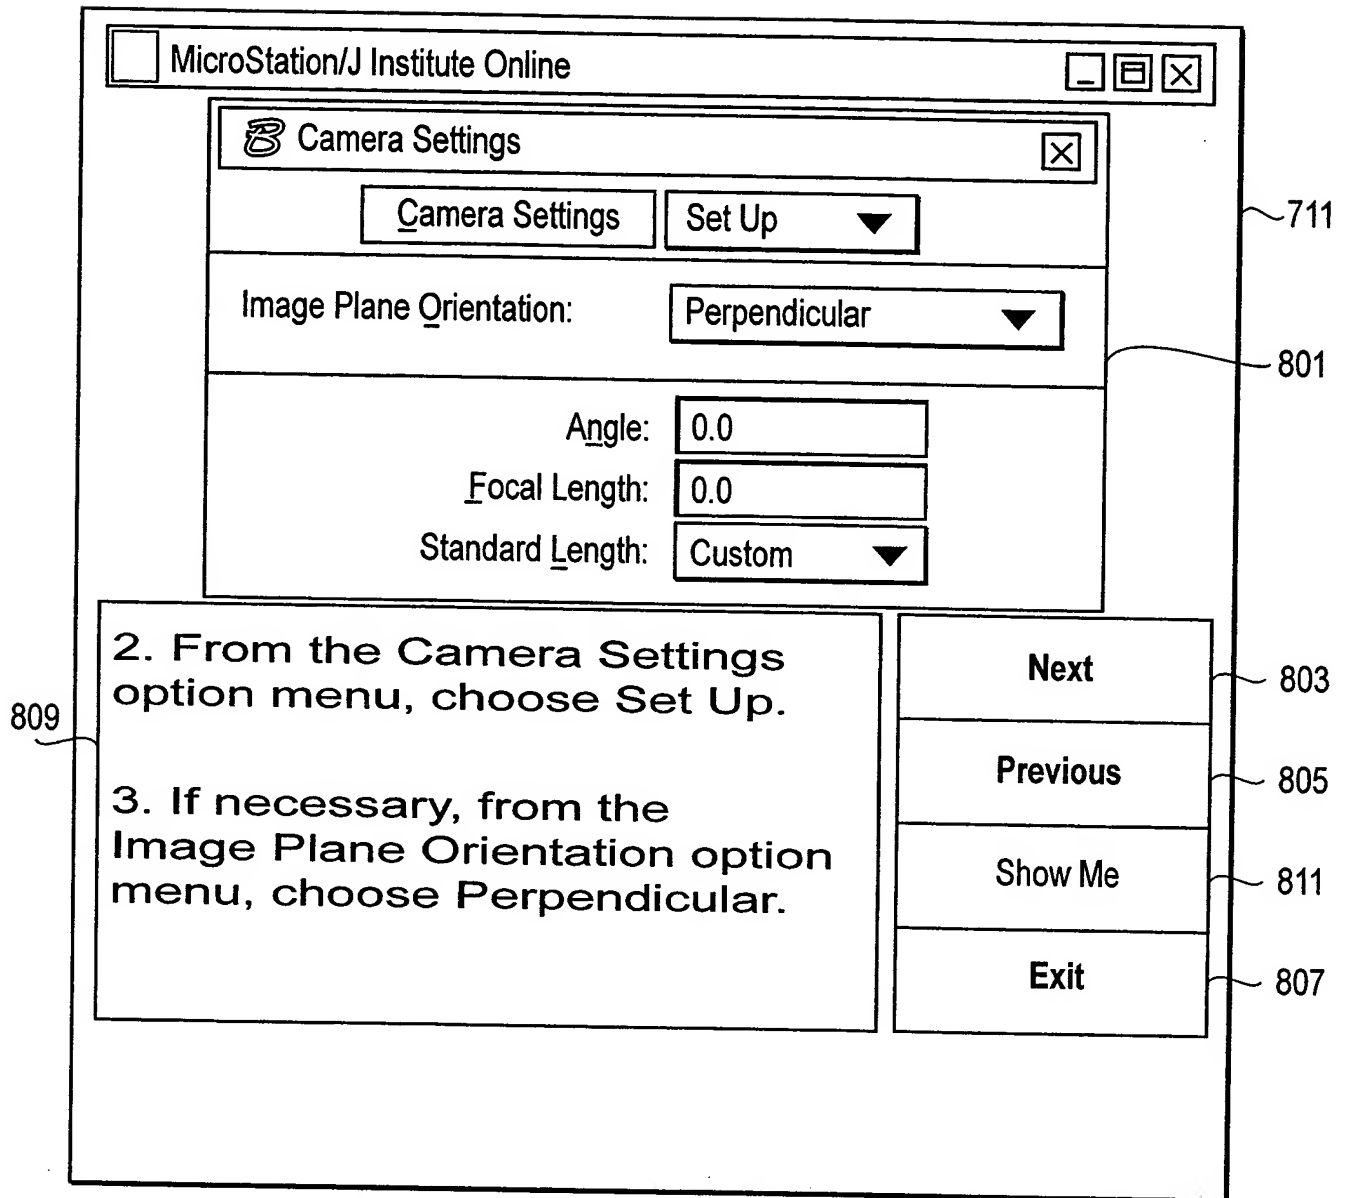 MicroStation/J Institute Online
Camera Settings
Camera Settings Set Up
711
Image Plane Orientation: Perpendicular
801
Angle: 0.0
Focal Length: 0.0
Standard Length: Custom
2. From the Camera Settings
option menu, choose Set Up.
3. If necessary, from the
Image Plane Orientation option
menu, choose Perpendicular.
809
Next 803
Previous 805
Show Me 811
Exit 807